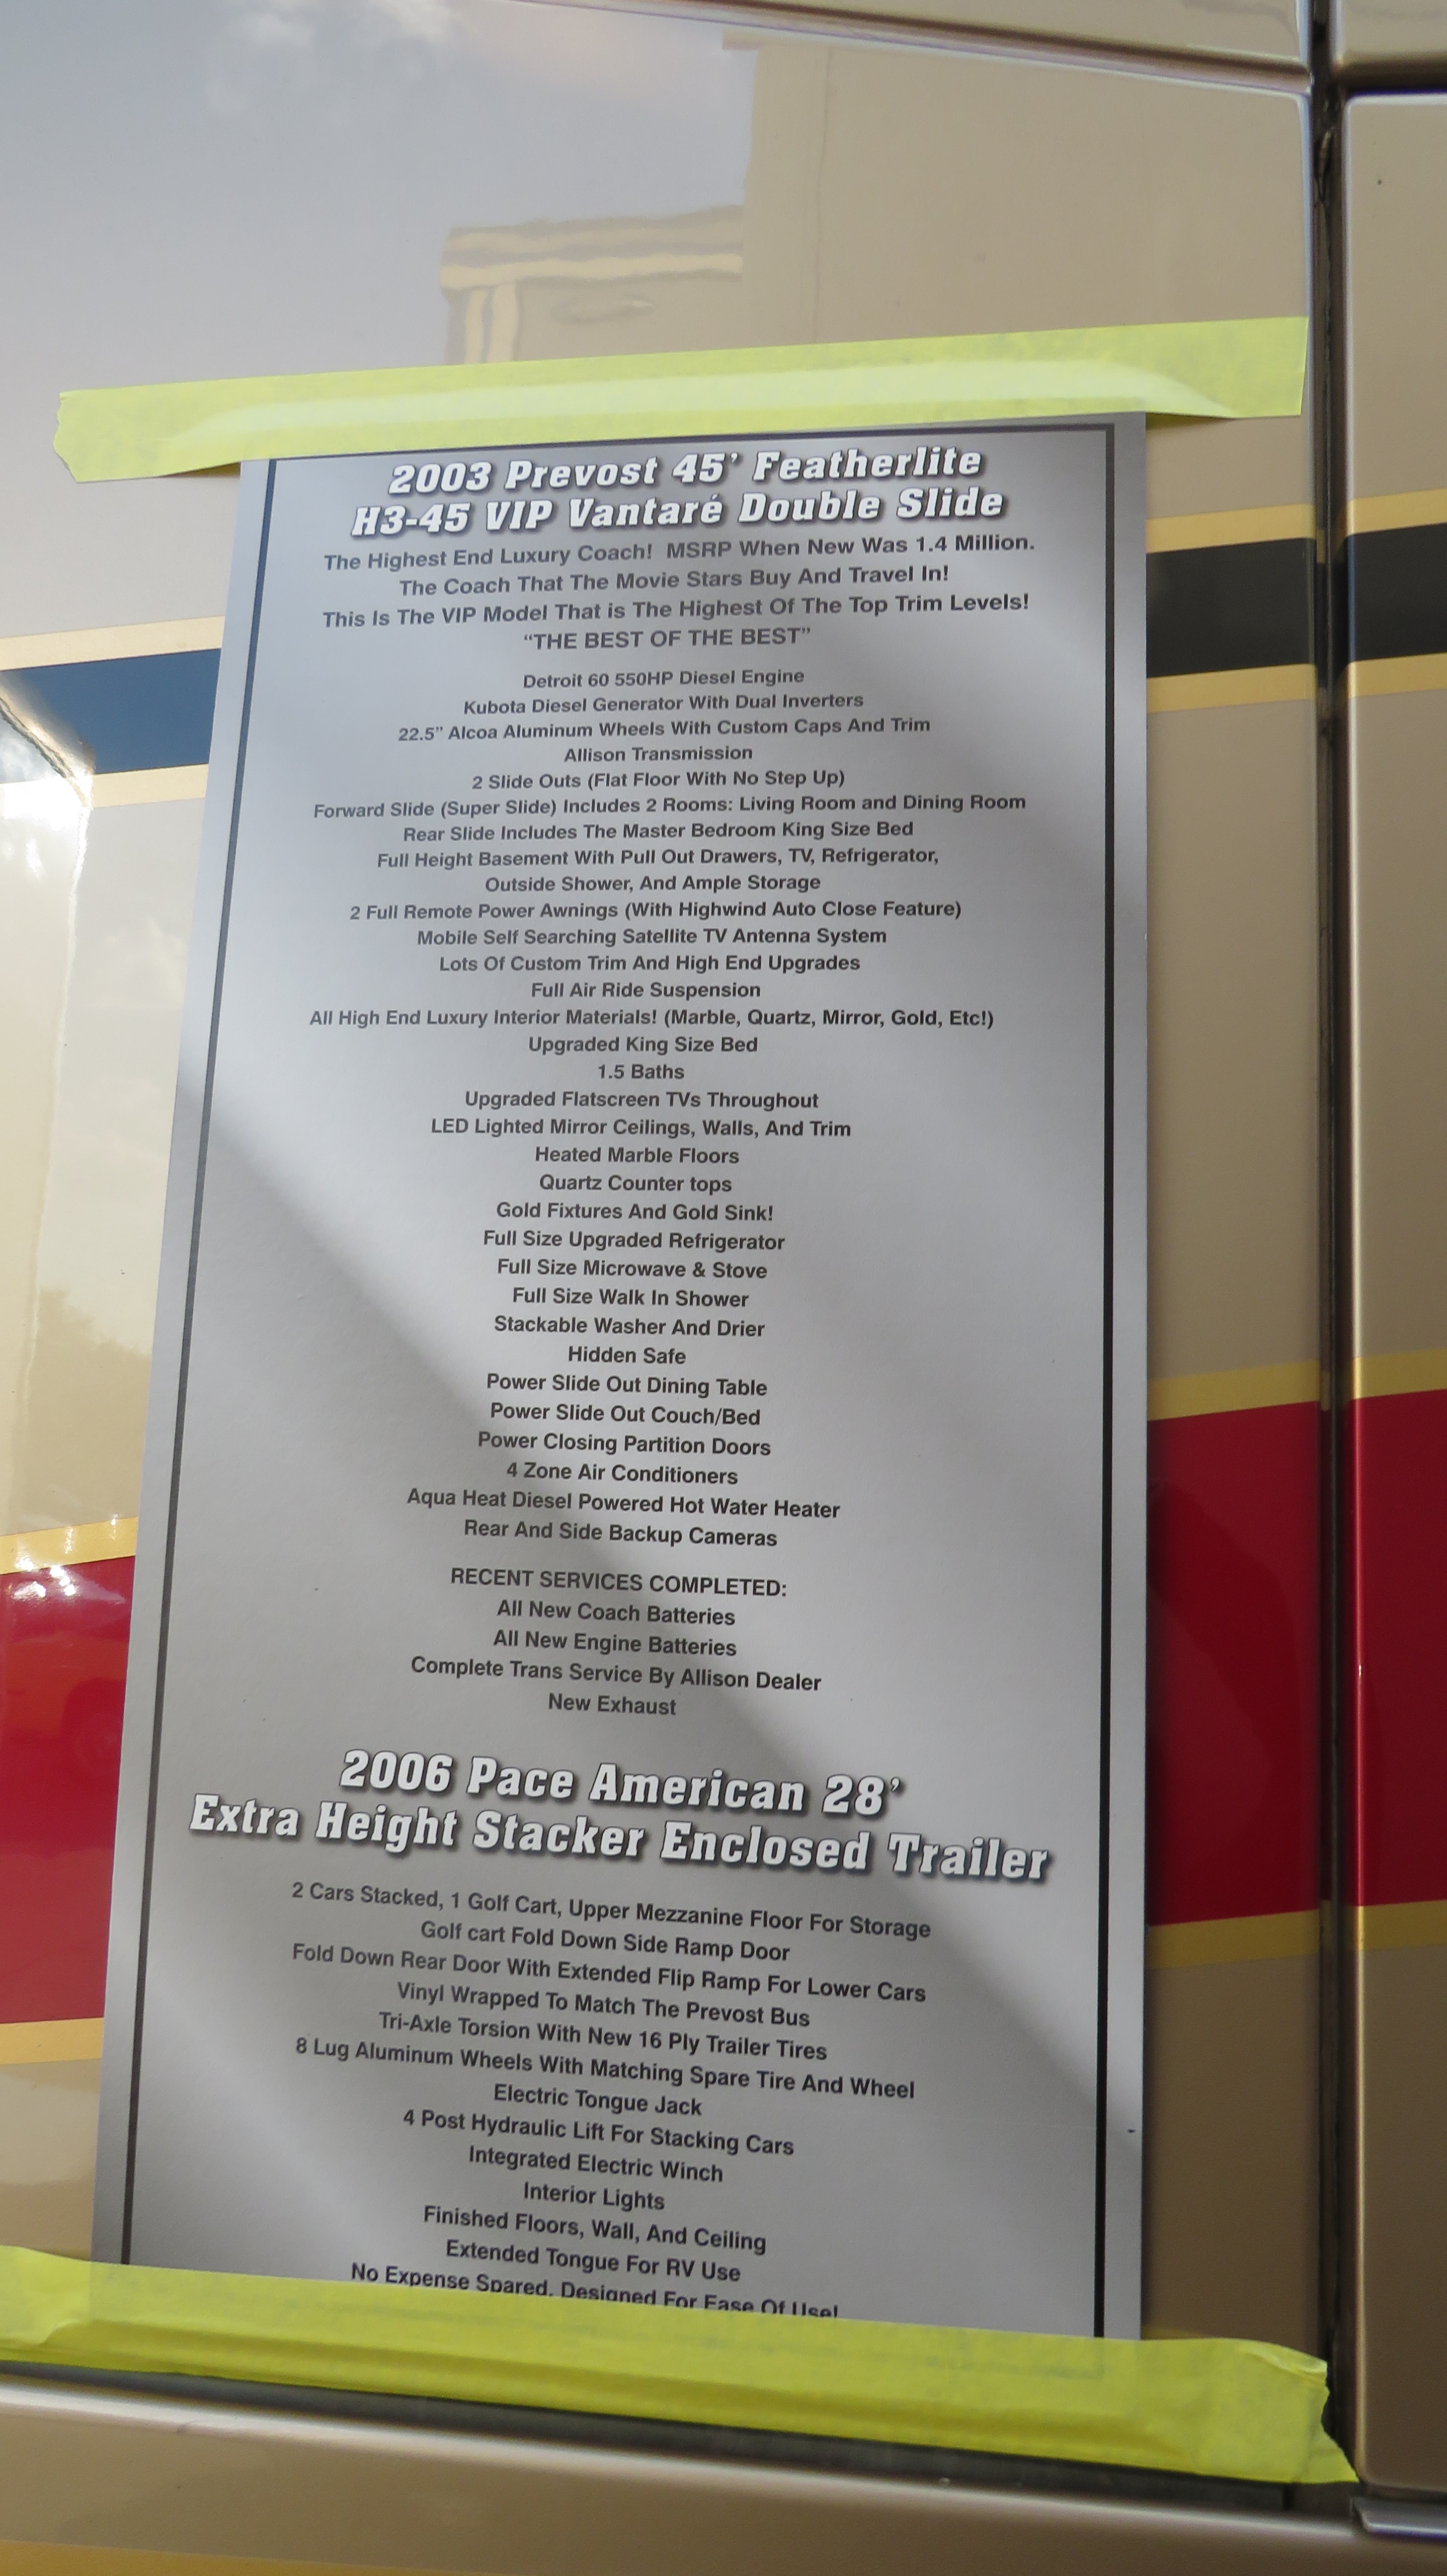 2003 Prevost 45' Featherlite
H3-45 VIP Vantaré Double Slide
The Highest End Luxury Coach! MSRP When New Was 1.4 Million.
The Coach That The Movie Stars Buy And Travel In!
This Is The VIP Model That is The Highest Of The Top Trim Levels!
“THE BEST OF THE BEST”
Detroit 60 550HP Diesel Engine
Kubota Diesel Generator With Dual Inverters
22.5” Alcoa Aluminum Wheels With Custom Caps And Trim
Allison Transmission
2 Slide Outs (Flat Floor With No Step Up)
Forward Slide (Super Slide) Includes 2 Rooms: Living Room and Dining Room
Rear Slide Includes The Master Bedroom King Size Bed
Full Height Basement With Pull Out Drawers, TV, Refrigerator,
Outside Shower, And Ample Storage
2 Full Remote Power Awnings (With Highwind Auto Close Feature)
Mobile Self Searching Satellite TV Antenna System
Lots Of Custom Trim And High End Upgrades
Full Air Ride Suspension
All High End Luxury Interior Materials! (Marble, Quartz, Mirror, Gold, Etc!)
Upgraded King Size Bed
1.5 Baths
Upgraded Flatscreen TVs Throughout
LED Lighted Mirror Ceilings, Walls, And Trim
Heated Marble Floors
Quartz Counter tops
Gold Fixtures And Gold Sink!
Full Size Upgraded Refrigerator
Full Size Microwave & Stove
Full Size Walk In Shower
Stackable Washer And Drier
Hidden Safe
Power Slide Out Dining Table
Power Slide Out Couch/Bed
Power Closing Partition Doors
4 Zone Air Conditioners
Aqua Heat Diesel Powered Hot Water Heater
Rear And Side Backup Cameras
RECENT SERVICES COMPLETED:
All New Coach Batteries
All New Engine Batteries
Complete Trans Service By Allison Dealer
New Exhaust
2006 Pace American 28’
Extra Height Stacker Enclosed Trailer
2 Cars Stacked, 1 Golf Cart, Upper Mezzanine Floor For Storage
Golf cart Fold Down Side Ramp Door
Fold Down Rear Door With Extended Flip Ramp For Lower Cars
Vinyl Wrapped To Match The Prevost Bus
Tri-Axle Torsion With New 16 Ply Trailer Tires
8 Lug Aluminum Wheels With Matching Spare Tire And Wheel
Electric Tongue Jack
4 Post Hydraulic Lift For Stacking Cars
Integrated Electric Winch
Interior Lights
Finished Floors, Wall, And Ceiling
Extended Tongue For RV Use
No Expense Spared. Designed For Ease Of Use!